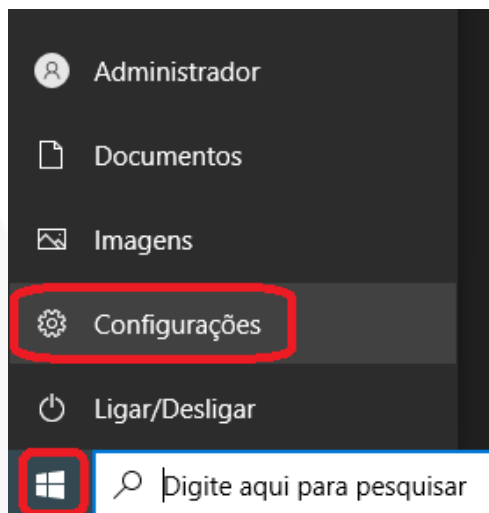 Administrador
Documentos
Imagens
Configurações
Ligar/Desligar
Digite aqui para pesquisar